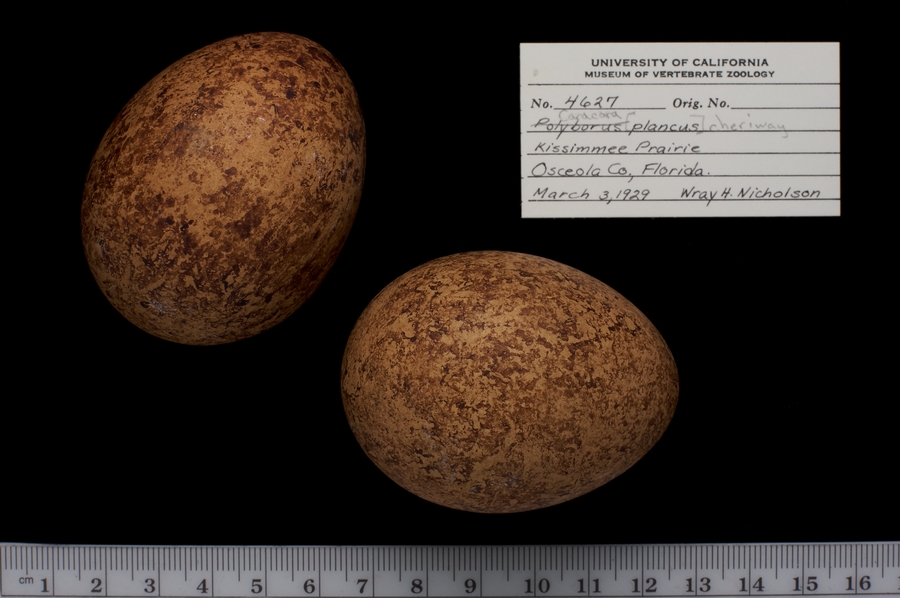 UNIVERSITY OF CALIFORNIA
MUSEUM OF VERTEBRATE ZOOLOGY
No. 4627 Orig. No.
Caracara
Polyborus [plancus] cheriway
Kissimmee Prairie
Osceola Co, Florida.
March 3, 1929 Wray H. Nicholson
cm 1 2 3 4 5 6 7 8 9 10 11 12 13 14 15 16